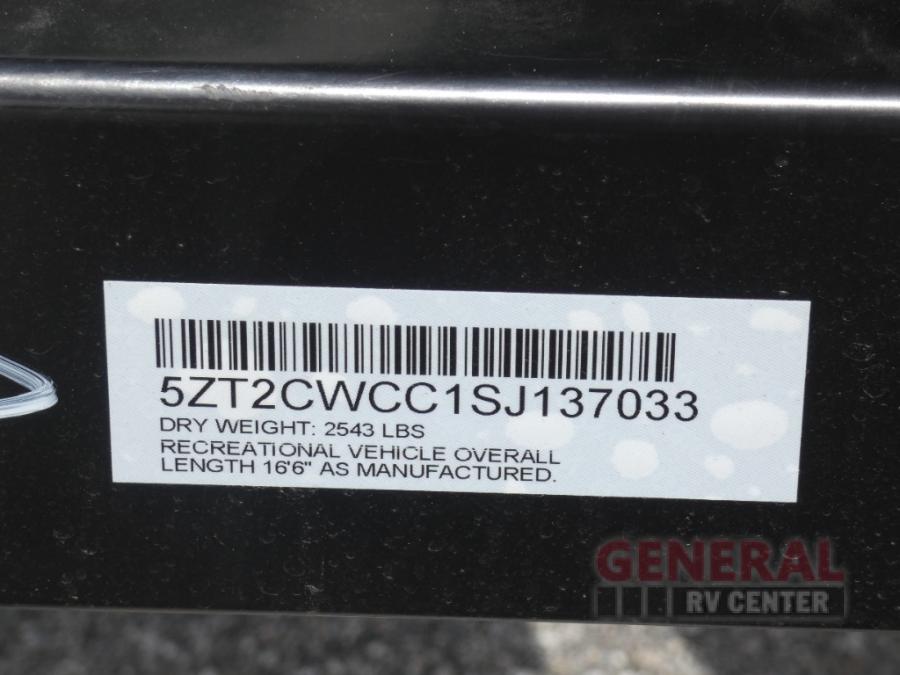 5ZT2CWCC1SJ137033
DRY WEIGHT: 2543 LBS
RECREATIONAL VEHICLE OVERALL
LENGTH 16'6" AS MANUFACTURED.
GENERAL
RV CENTER